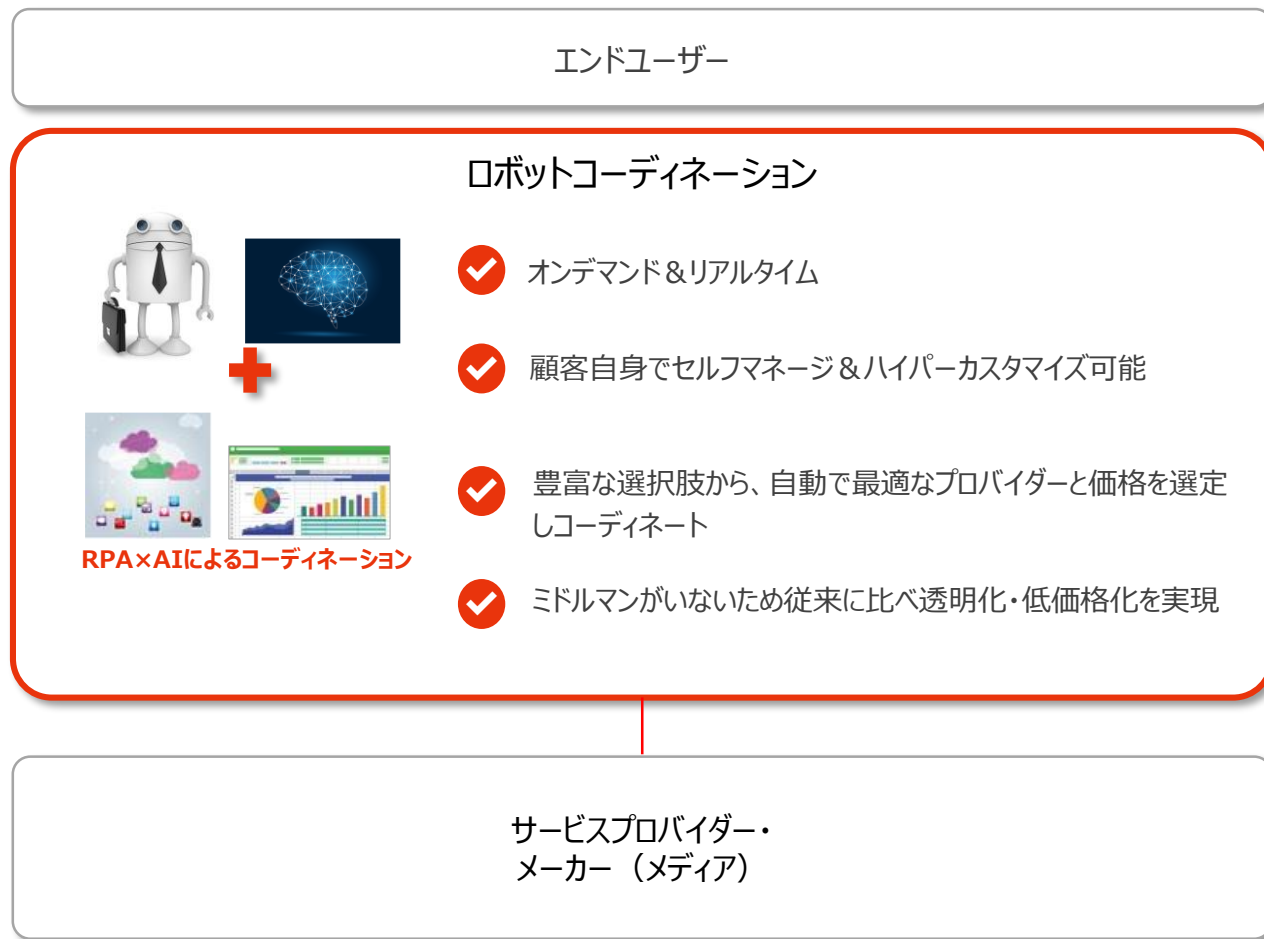 エンドユーザー
ロボットコーディネーション
オンデマンド＆リアルタイム
顧客自身でセルフマネージ＆ハイパーカスタマイズ可能
豊富な選択肢から、自動で最適なプロバイダーと価格を選定
しコーディネート
RPA×AIによるコーディネーション
ミドルマンがいないため従来に比べ透明化・低価格化を実現
サービスプロバイダー・
メーカー（メディア）